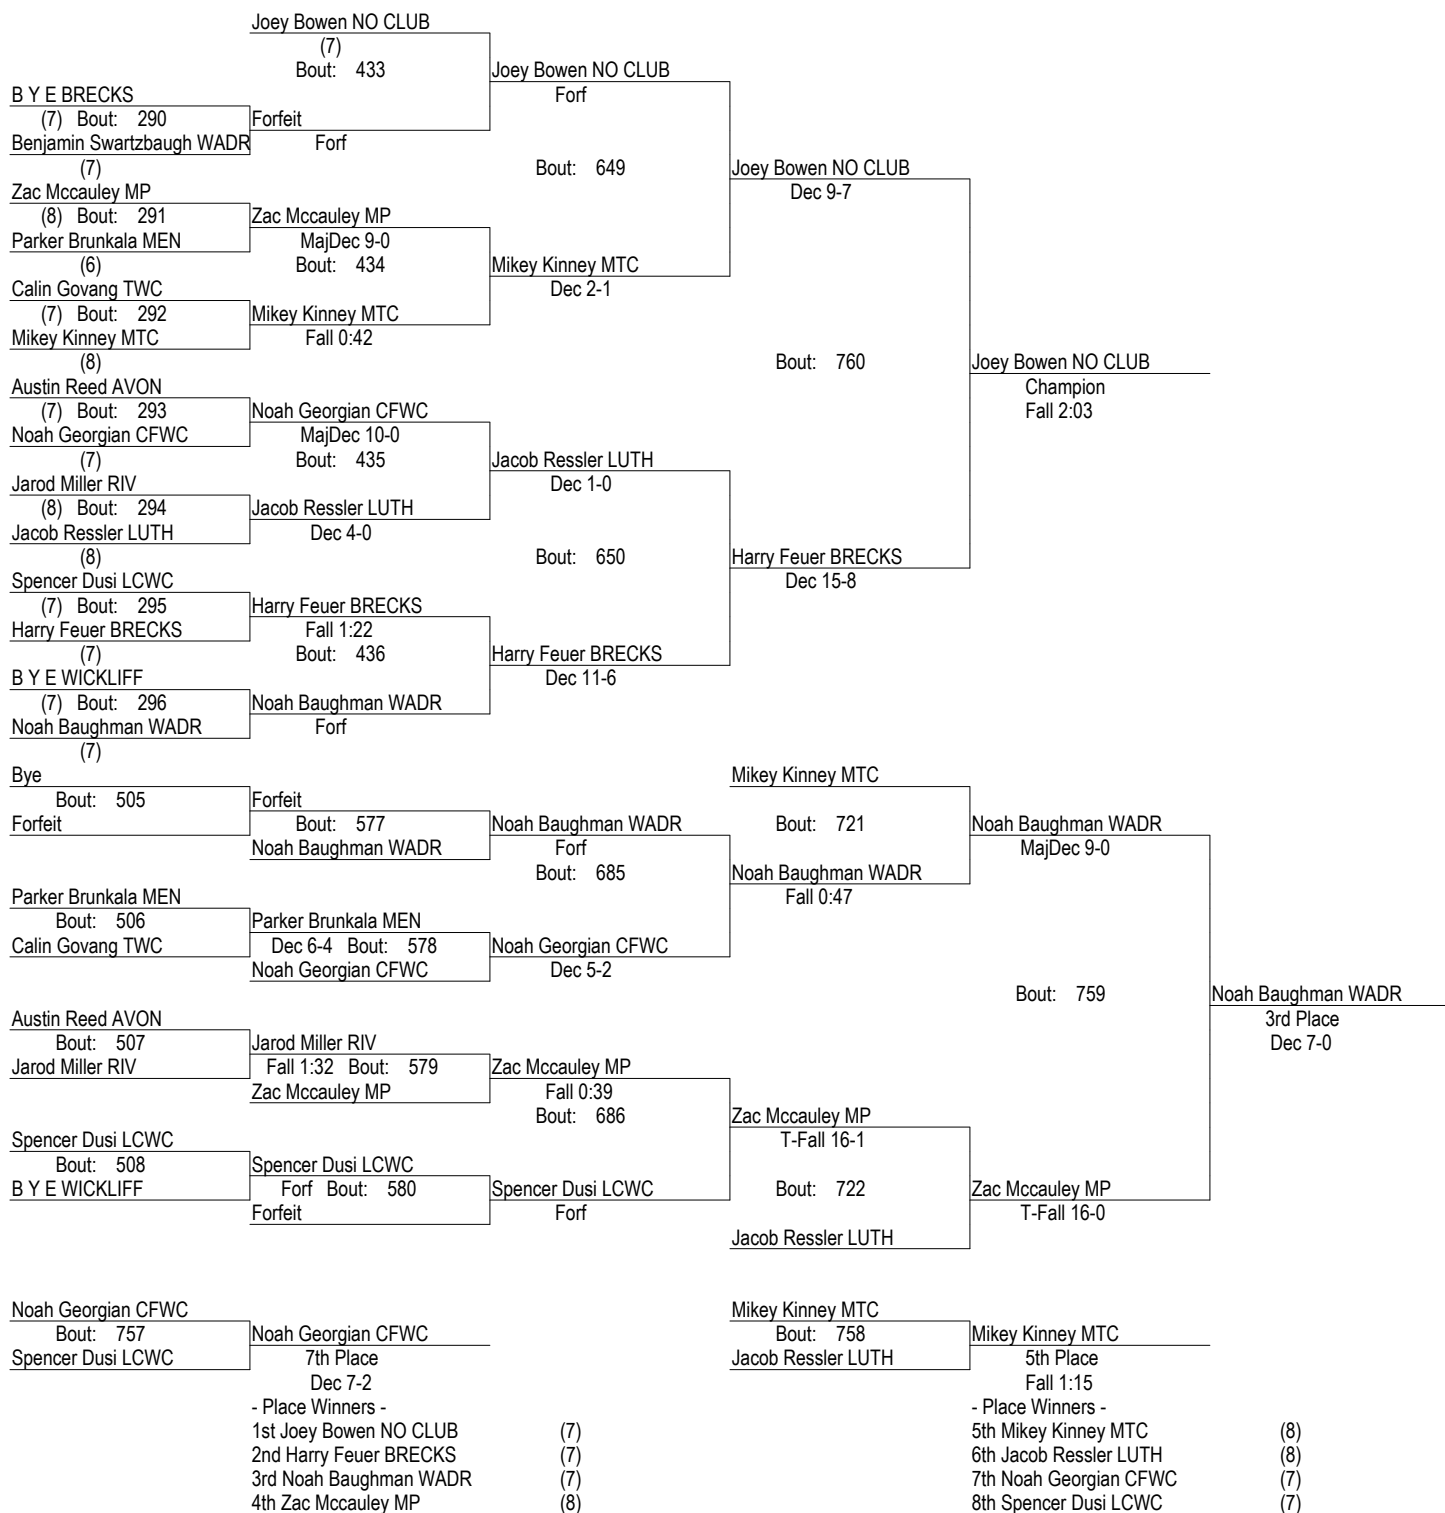 Joey Bowen NO CLUB
(7)
Bout: 433
Joey Bowen NO CLUB
Forf
B Y E BRECKS
(7) Bout: 290
Forfeit
Benjamin Swartzbaugh WADR
Forf
(7)
Bout: 649
Joey Bowen NO CLUB
Dec 9-7
Zac Mccauley MP
(8) Bout: 291
Zac Mccauley MP
Parker Brunkala MEN
MajDec 9-0
(6)
Bout: 434
Mikey Kinney MTC
Dec 2-1
Calin Govang TWC
(7) Bout: 292
Mikey Kinney MTC
Mikey Kinney MTC
Fall 0:42
(8)
Bout: 760
Joey Bowen NO CLUB
Champion
Fall 2:03
Austin Reed AVON
(7) Bout: 293
Noah Georgian CFWC
Noah Georgian CFWC
MajDec 10-0
(7)
Bout: 435
Jacob Ressler LUTH
Dec 1-0
Jarod Miller RIV
(8) Bout: 294
Jacob Ressler LUTH
Jacob Ressler LUTH
Dec 4-0
(8)
Bout: 650
Harry Feuer BRECKS
Dec 15-8
Spencer Dusi LCWC
(7) Bout: 295
Harry Feuer BRECKS
Harry Feuer BRECKS
Fall 1:22
(7)
Bout: 436
Harry Feuer BRECKS
Dec 11-6
B Y E WICKLIFF
(7) Bout: 296
Noah Baughman WADR
Noah Baughman WADR
Forf
(7)
Bye
Mikey Kinney MTC
Bout: 505
Forfeit
Forfeit
Bout: 577
Noah Baughman WADR
Bout: 721
Noah Baughman WADR
Noah Baughman WADR
Forf
MajDec 9-0
Bout: 685
Noah Baughman WADR
Fall 0:47
Parker Brunkala MEN
Bout: 506
Parker Brunkala MEN
Calin Govang TWC
Dec 6-4 Bout: 578
Noah Georgian CFWC
Noah Georgian CFWC
Dec 5-2
Bout: 759
Noah Baughman WADR
3rd Place
Dec 7-0
Austin Reed AVON
Bout: 507
Jarod Miller RIV
Jarod Miller RIV
Fall 1:32 Bout: 579
Zac Mccauley MP
Zac Mccauley MP
Fall 0:39
Bout: 686
Zac Mccauley MP
T-Fall 16-1
Spencer Dusi LCWC
Bout: 508
Spencer Dusi LCWC
B Y E WICKLIFF
Forf Bout: 580
Spencer Dusi LCWC
Bout: 722
Zac Mccauley MP
Forfeit
Forf
T-Fall 16-0
Jacob Ressler LUTH
Noah Georgian CFWC
Bout: 757
Noah Georgian CFWC
Spencer Dusi LCWC
7th Place
Dec 7-2
Mikey Kinney MTC
Bout: 758
Mikey Kinney MTC
Jacob Ressler LUTH
5th Place
Fall 1:15
- Place Winners -
1st Joey Bowen NO CLUB (7)
2nd Harry Feuer BRECKS (7)
3rd Noah Baughman WADR (7)
4th Zac Mccauley MP (8)
- Place Winners -
5th Mikey Kinney MTC (8)
6th Jacob Ressler LUTH (8)
7th Noah Georgian CFWC (7)
8th Spencer Dusi LCWC (7)